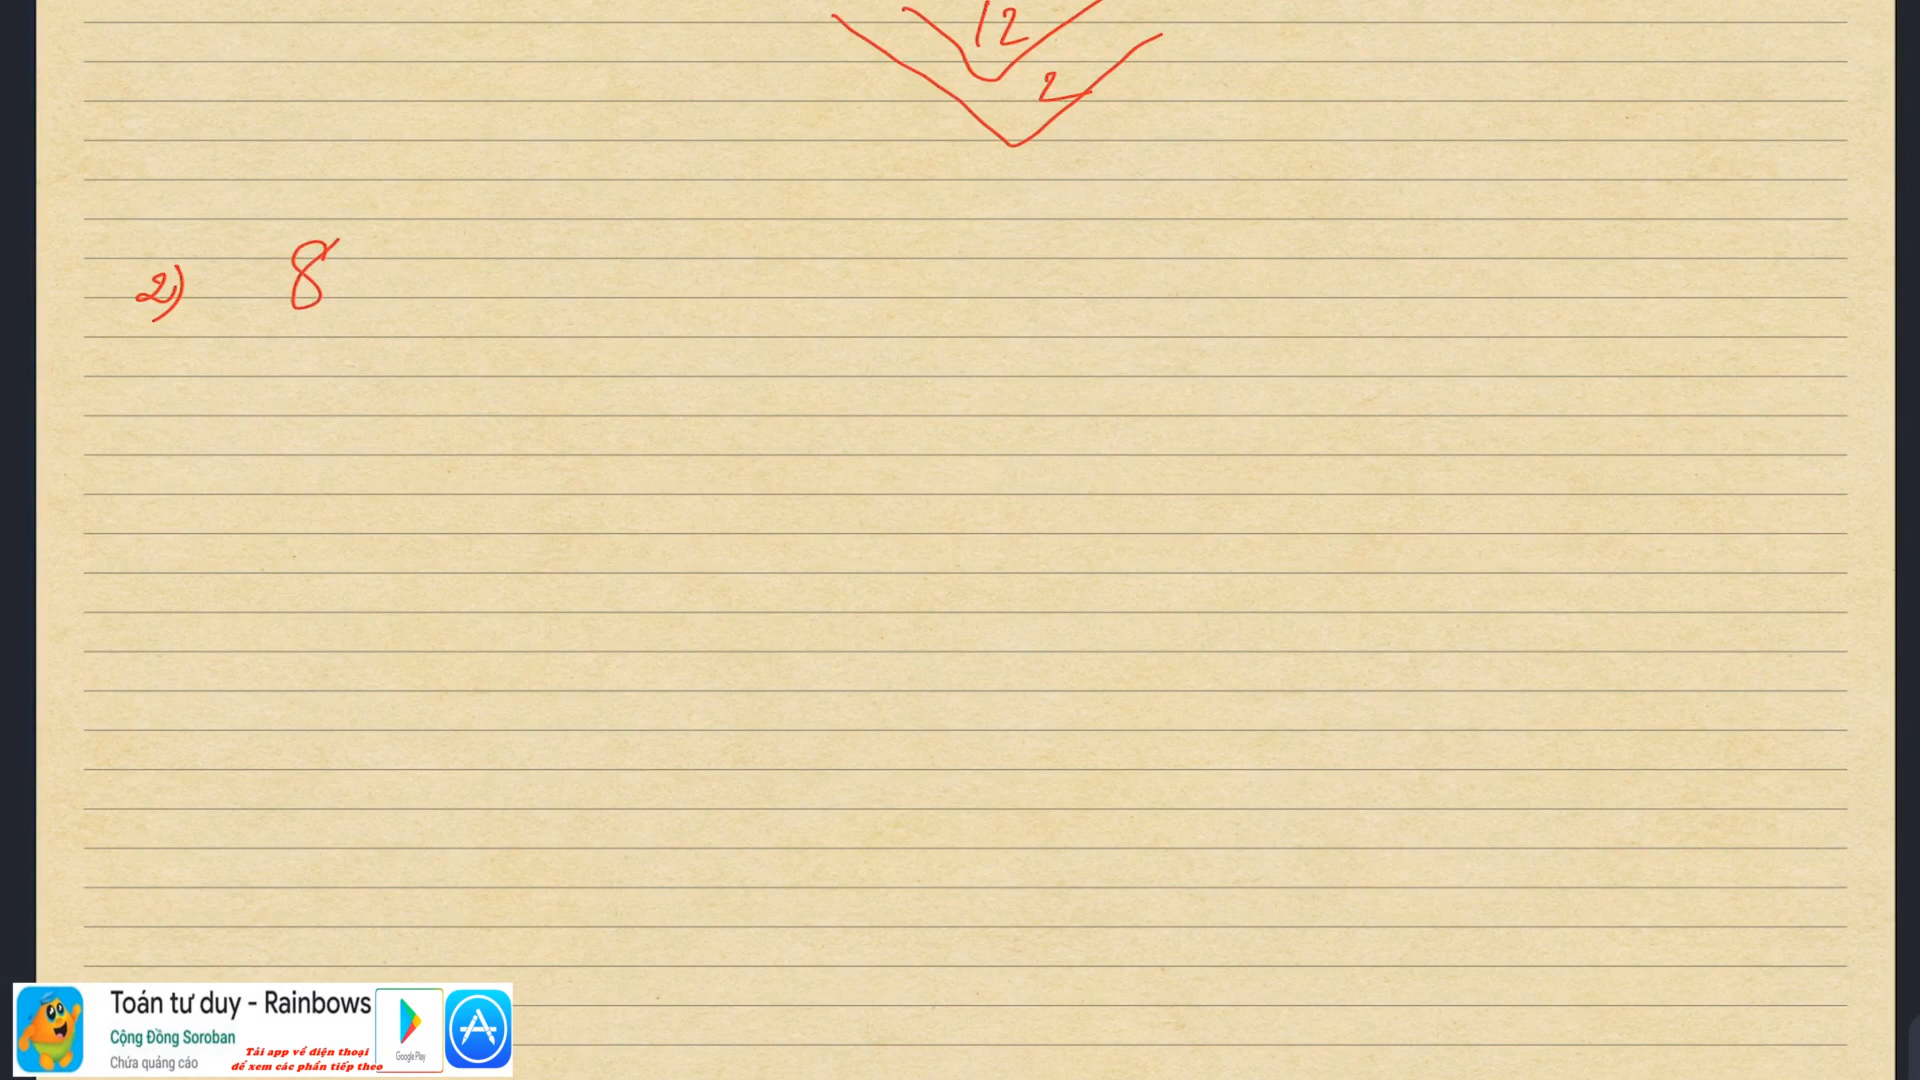 12
2
2) 8
Toán tư duy - Rainbows
Cộng Đồng Soroban
Chứa quảng cáo
Tải app về điện thoại
để xem các phần tiếp theo
Google Play